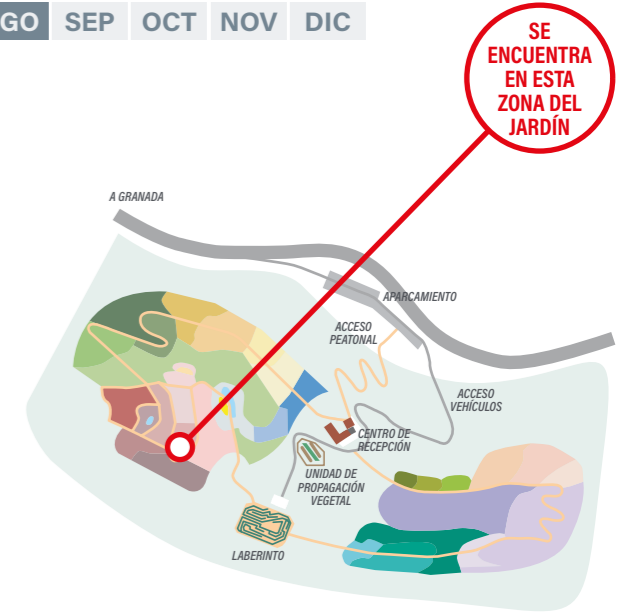 GO SEP OCT NOV DIC
SE
ENCUENTRA
EN ESTA
ZONA DEL
JARDÍN
A GRANADA
APARCAMIENTO
ACCESO
PEATONAL
ACCESO
VEHÍCULOS
CENTRO DE
RECEPCIÓN
UNIDAD DE
PROPAGACIÓN
VEGETAL
LABERINTO